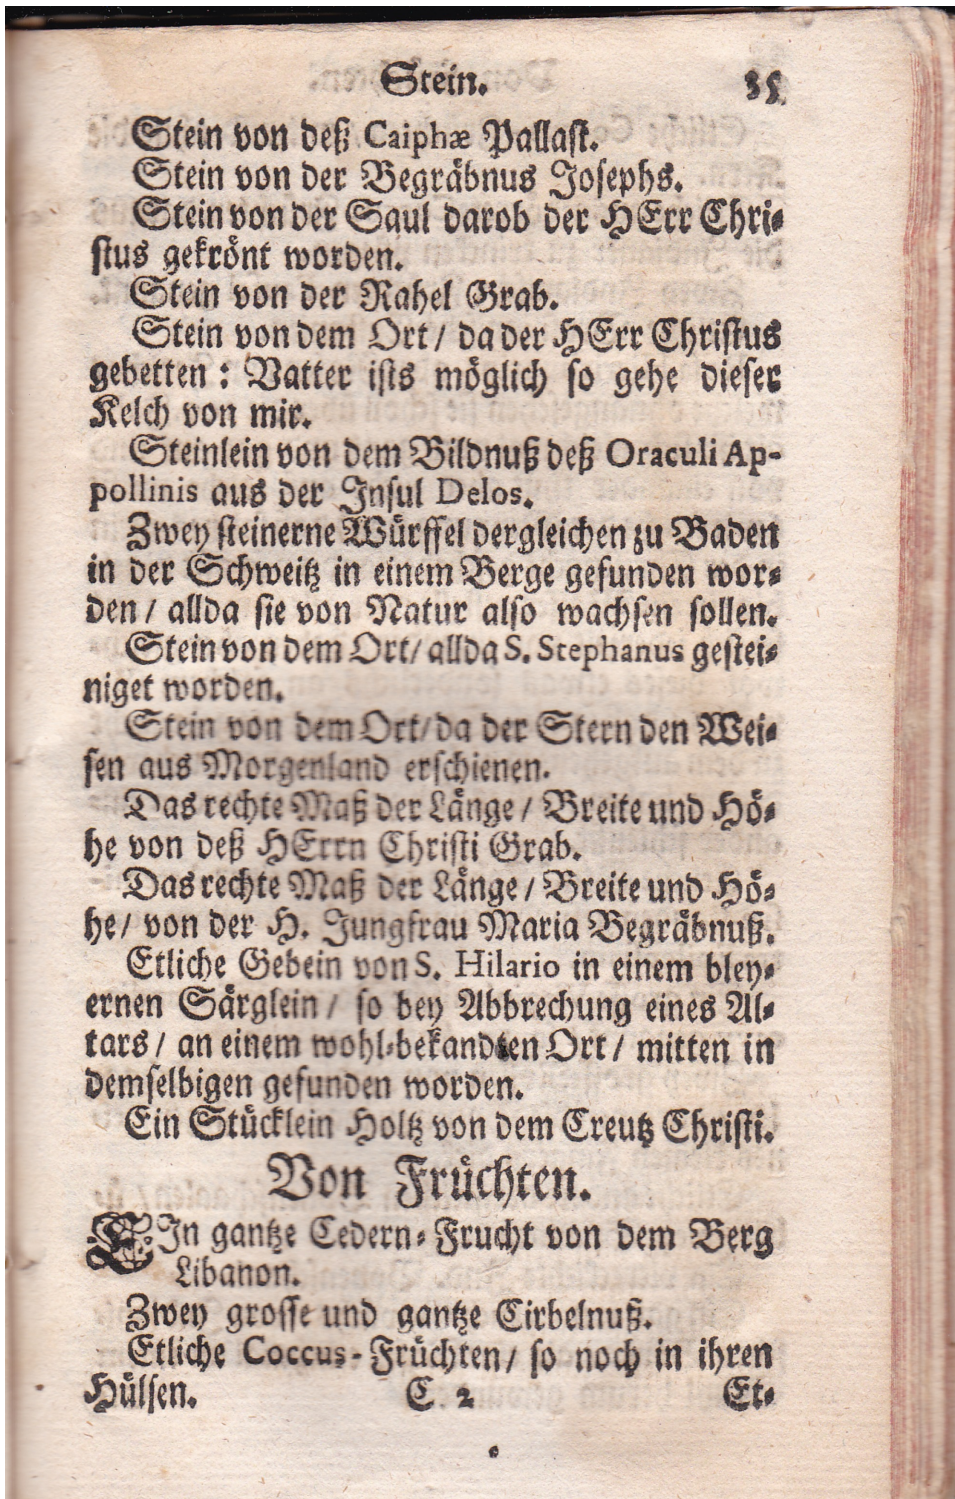 Stein. 35
Stein von deß Caiphæ Pallast.
Stein von der Begräbnus Josephs.
Stein von der Saul darob der HErr Chri-
stus gekrönt worden.
Stein von der Rahel Grab.
Stein von dem Ort / da der HErr Christus
gebetten : Vatter ists möglich so gehe dieser
Kelch von mir.
Steinlein von dem Bildnuß deß Oraculi Ap-
pollinis aus der Insul Delos.
Zwey steinerne Würffel dergleichen zu Baden
in der Schweitz in einem Berge gefunden wor-
den / allda sie von Natur also wachsen sollen.
Stein von dem Ort / allda S. Stephanus gestei-
niget worden.
Stein von dem Ort / da der Stern den Wei-
sen aus Morgenland erschienen.
Das rechte Maß der Länge / Breite und Hö-
he von deß HErrn Christi Grab.
Das rechte Maß der Länge / Breite und Hö-
he / von der H. Jungfrau Maria Begräbnuß.
Etliche Gebein von S. Hilario in einem bley-
ernen Särglein / so bey Abbrechung eines Al-
tars / an einem wohl-bekandten Ort / mitten in
demselbigen gefunden worden.
Ein Stücklein Holtz von dem Creutz Christi.
Von Früchten.
EIn gantze Cedern-Frucht von dem Berg
Libanon.
Zwey grosse und gantze Cirbelnuß.
Etliche Coccus-Früchten / so noch in ihren
Hülsen. C 2 Et-